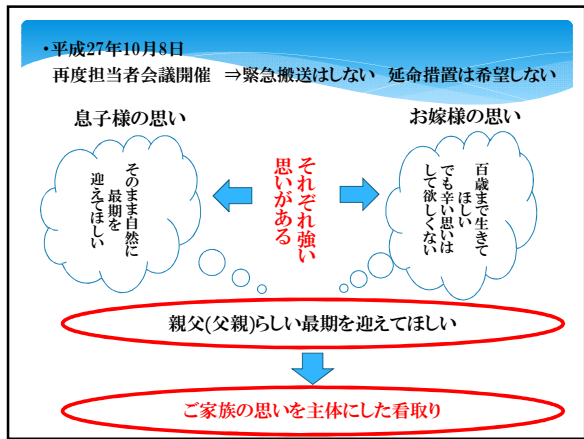 ・平成27年10月8日
再度担当者会議開催 ⇒緊急搬送はしない 延命措置は希望しない
息子様の思い
お嫁様の思い
そのまま自然に
最期を
迎えてほしい
それぞれ強い
思いがある
百歳まで生きて
ほしい
でも辛い思いは
して欲しくない
親父(父親)らしい最期を迎えてほしい
ご家族の思いを主体にした看取り